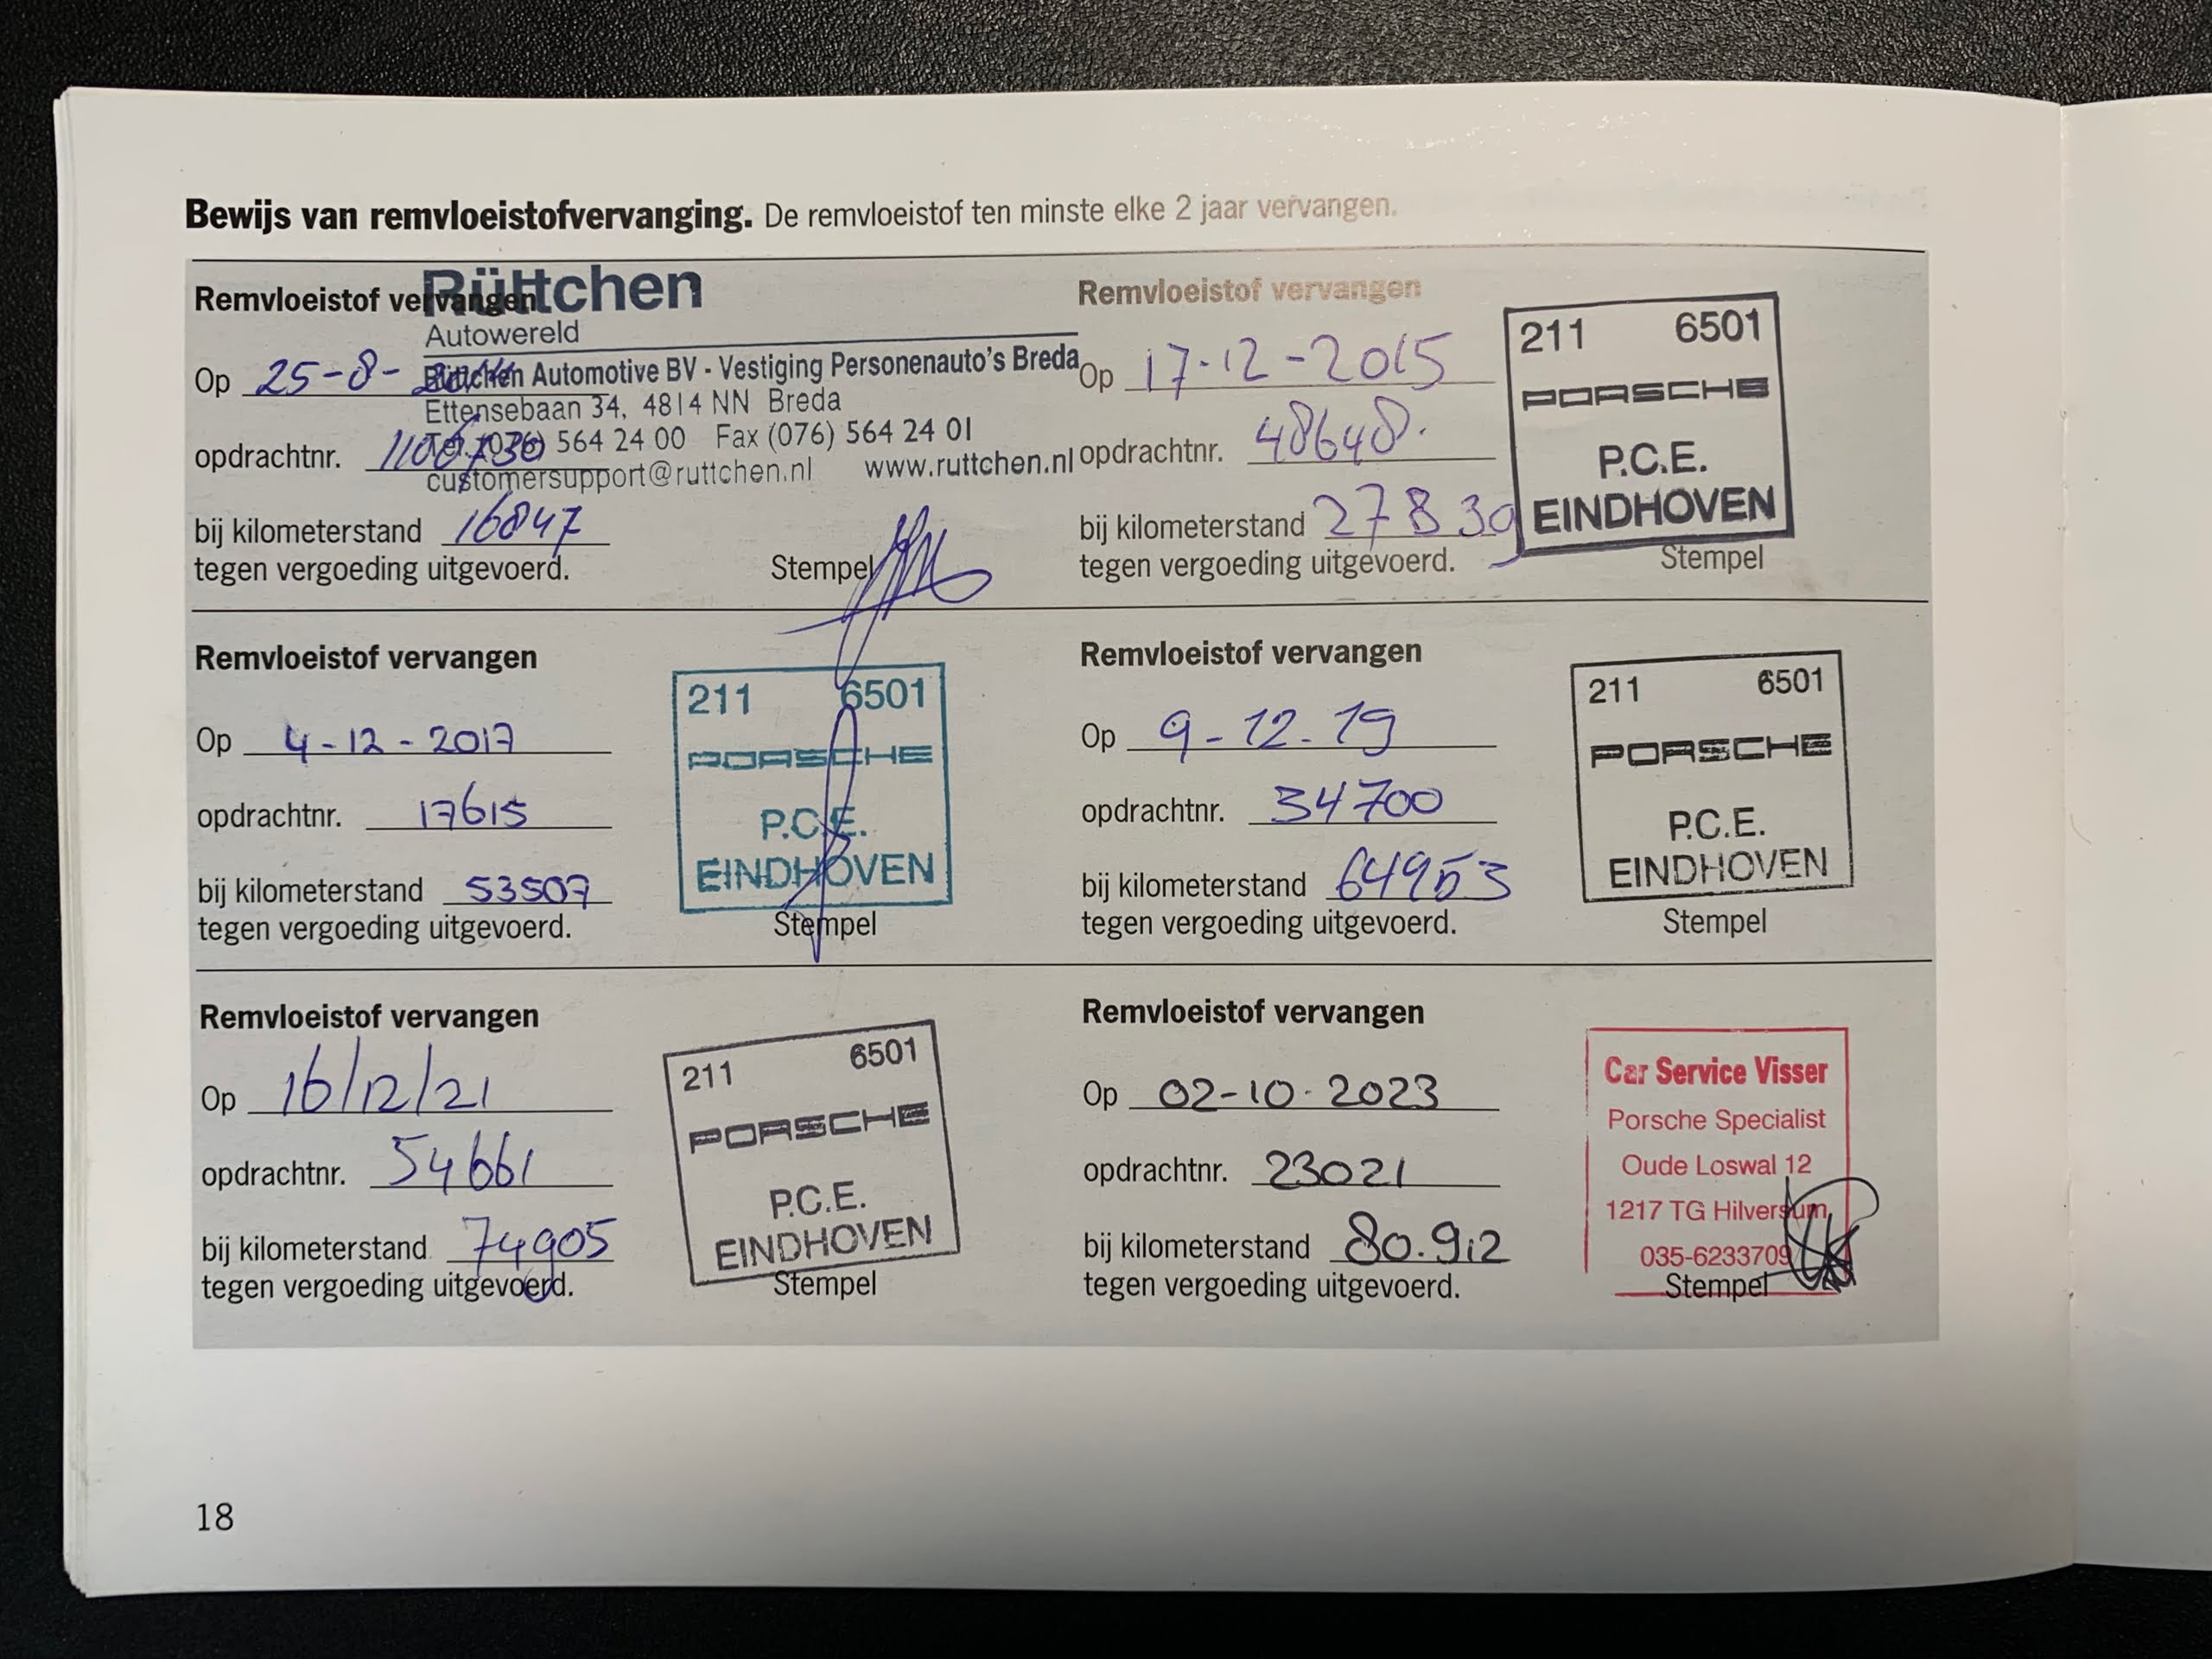 Bewijs van remvloeistofvervanging. De remvloeistof ten minste elke 2 jaar vervangen.
Remvloeistof vervangen
Rüttchen
Autowereld
Rüttchen Automotive BV - Vestiging Personenauto's Breda
Ettensebaan 34, 4814 NN Breda
Tel. (076) 564 24 00 Fax (076) 564 24 01
customersupport@ruttchen.nl www.ruttchen.nl
Op 25-8-
opdrachtnr.
bij kilometerstand 16847
tegen vergoeding uitgevoerd.
Stempel
Remvloeistof vervangen
Op 17-12-2015
opdrachtnr. 48648.
bij kilometerstand 27839
tegen vergoeding uitgevoerd.
211 6501
PORSCHE
P.C.E.
EINDHOVEN
Stempel
Remvloeistof vervangen
Op 4-12-2017
opdrachtnr. 17615
bij kilometerstand 53507
tegen vergoeding uitgevoerd.
211 6501
PORSCHE
P.C.E.
EINDHOVEN
Stempel
Remvloeistof vervangen
Op 9-12-19
opdrachtnr. 34700
bij kilometerstand 64953
tegen vergoeding uitgevoerd.
211 6501
PORSCHE
P.C.E.
EINDHOVEN
Stempel
Remvloeistof vervangen
Op 16/12/21
opdrachtnr. 54661
bij kilometerstand 74905
tegen vergoeding uitgevoerd.
211 6501
PORSCHE
P.C.E.
EINDHOVEN
Stempel
Remvloeistof vervangen
Op 02-10-2023
opdrachtnr. 23021
bij kilometerstand 80.912
tegen vergoeding uitgevoerd.
Car Service Visser
Porsche Specialist
Oude Loswal 12
1217 TG Hilversum
035-6233709
Stempel
18